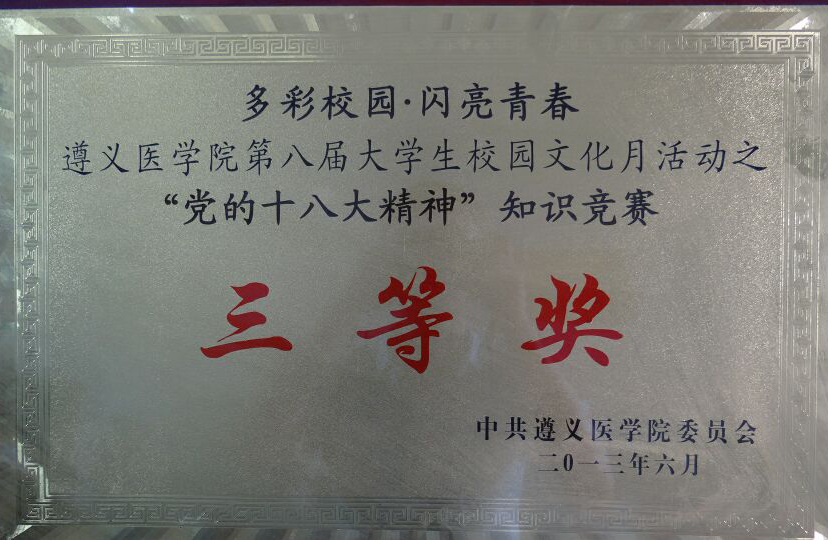 多彩校园·闪亮青春
遵义医学院第八届大学生校园文化月活动之
“党的十八大精神”知识竞赛
三等奖
中共遵义医学院委员会
二0一三年六月